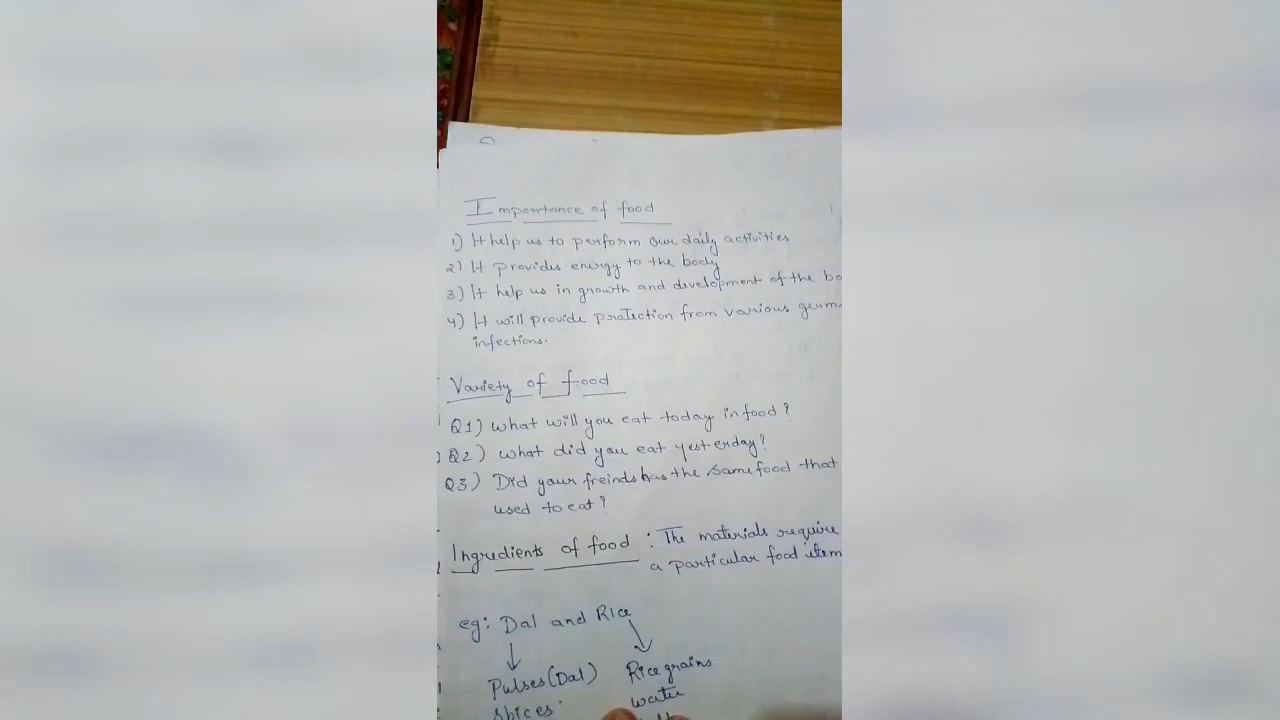 Importance of food
1) It help us to perform our daily activities
2) It provides energy to the body
3) It help us in growth and development of the bo
4) It will provide protection from various germ
infections.
Variety of food
Q1) what will you eat today in food?
Q2) what did you eat yesterday?
Q3) Did your freinds has the same food that
used to eat?
Ingredients of food : The materials require
a particular food item
eg: Dal and Rice
Pulses(Dal) Rice grains
spices water